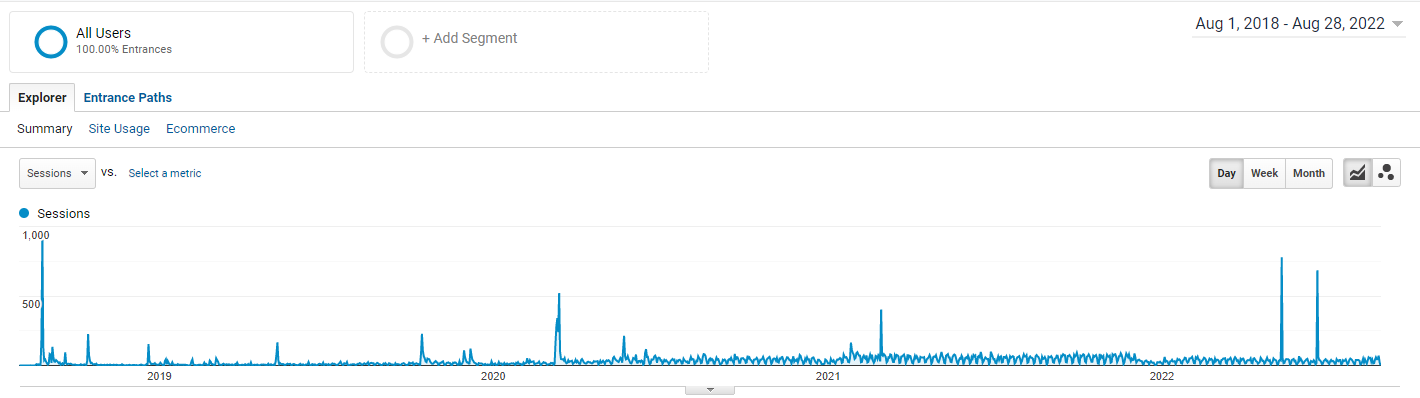 All Users
100.00% Entrances
+ Add Segment
Aug 1, 2018 - Aug 28, 2022
Explorer Entrance Paths
Summary Site Usage Ecommerce
Sessions VS. Select a metric
Day Week Month
Sessions
1,000
500
2019 2020 2021 2022